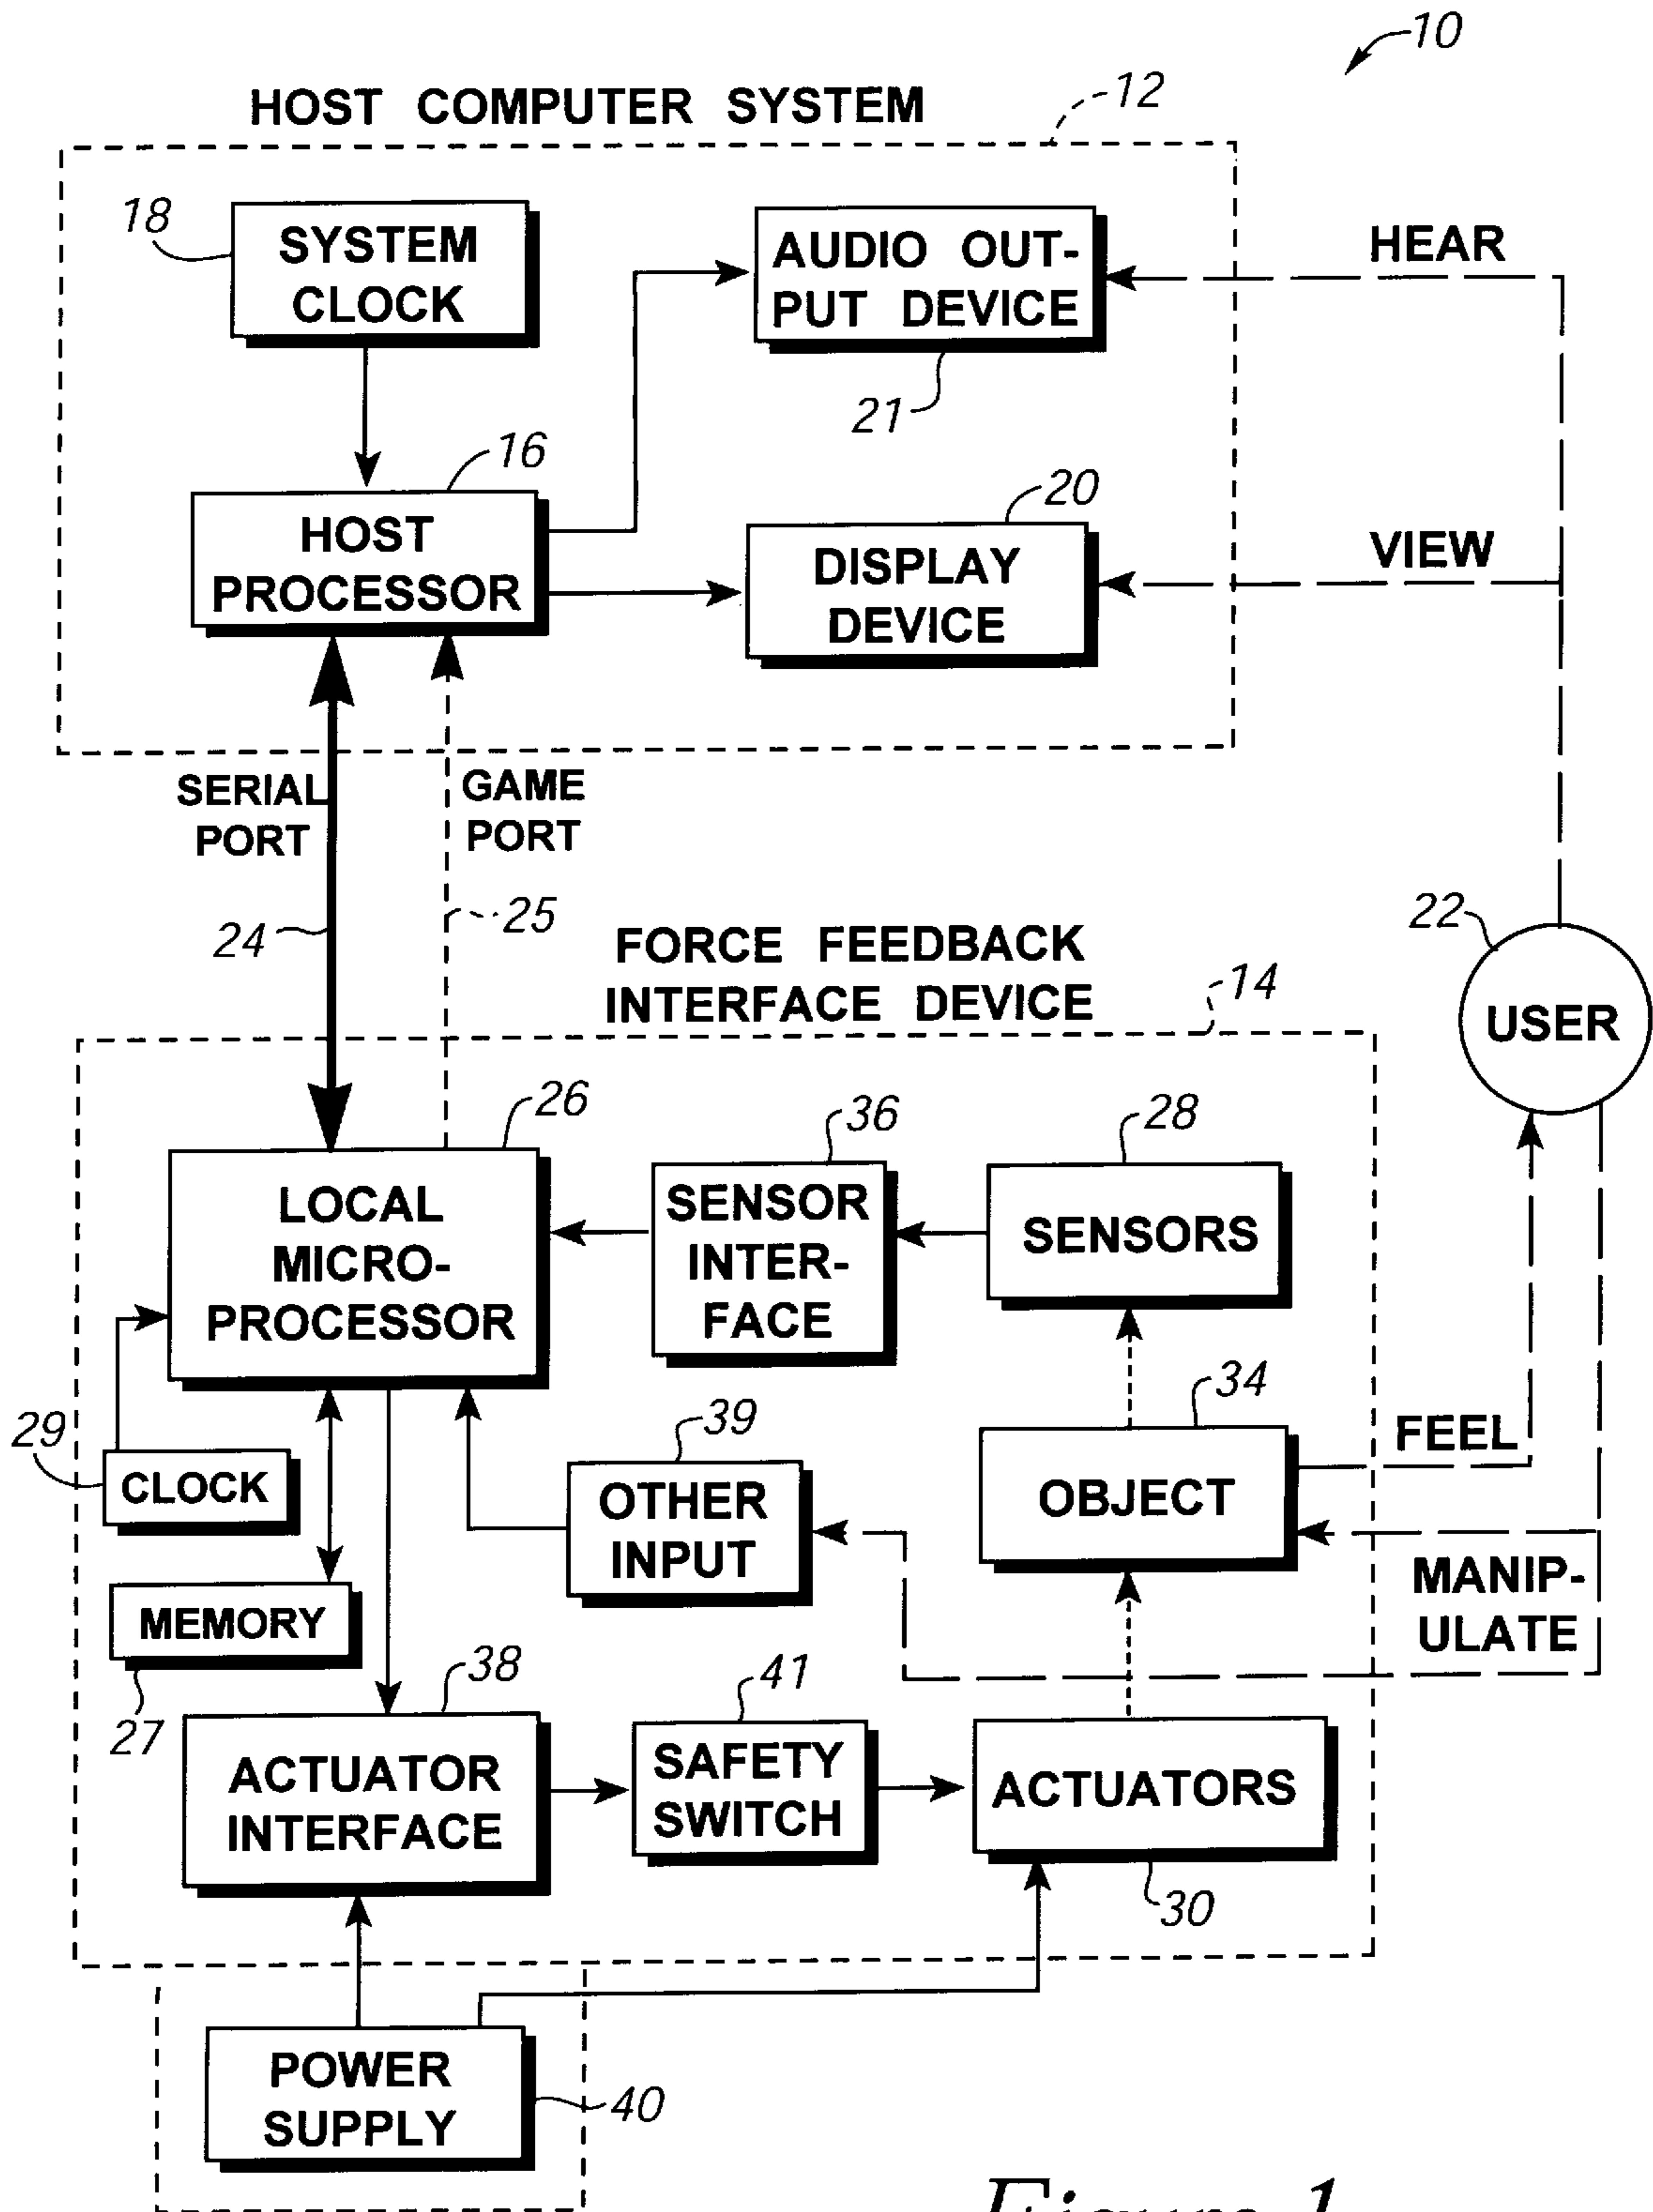 10
HOST COMPUTER SYSTEM
12
18
SYSTEM
CLOCK
AUDIO OUT-
PUT DEVICE
HEAR
21
16
HOST
PROCESSOR
20
DISPLAY
DEVICE
VIEW
SERIAL
PORT
GAME
PORT
24
25
FORCE FEEDBACK
INTERFACE DEVICE
14
22
USER
26
LOCAL
MICRO-
PROCESSOR
36
SENSOR
INTER-
FACE
28
SENSORS
29
CLOCK
39
OTHER
INPUT
34
OBJECT
FEEL
MANIP-
ULATE
MEMORY
27
38
ACTUATOR
INTERFACE
41
SAFETY
SWITCH
ACTUATORS
30
POWER
SUPPLY
40
Figure 1